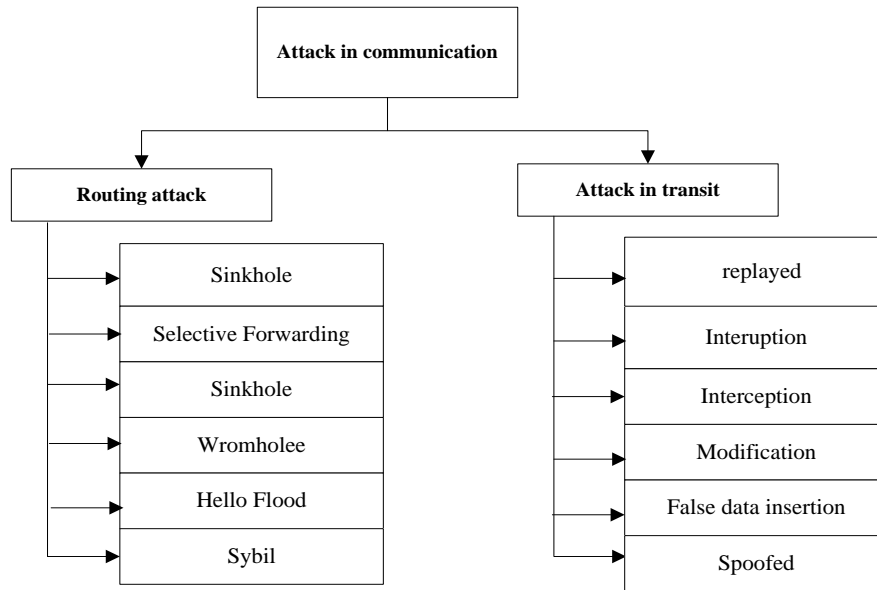 Attack in communication
Routing attack
Sinkhole
Selective Forwarding
Sinkhole
Wromholee
Hello Flood
Sybil
Attack in transit
replayed
Interuption
Interception
Modification
False data insertion
Spoofed